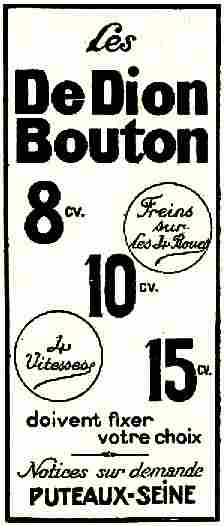 Les
De Dion
Bouton
8 CV.
Freins
sur
les 4 Roues
10 CV.
4
Vitesses
15 CV.
doivent fixer
votre choix
Notices sur demande
PUTEAUX-SEINE